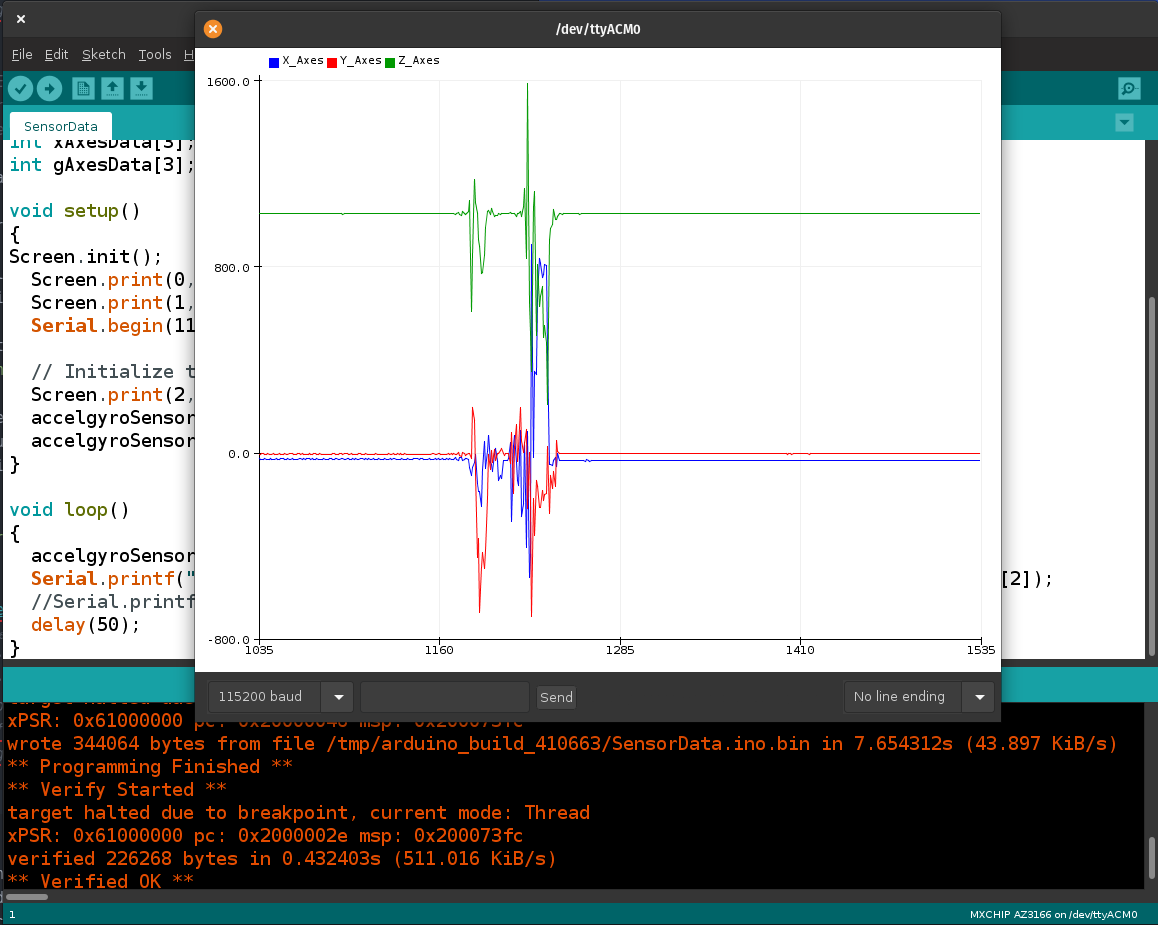 /dev/ttyACM0
File Edit Sketch Tools H
SensorData
X_Axes Y_Axes Z_Axes
1600.0
800.0
0.0
-800.0
1035 1160 1285 1410 1535
int xAxesData[3];
int gAxesData[3];
void setup()
{
Screen.init();
Screen.print(0,
Screen.print(1,
Serial.begin(11
// Initialize t
Screen.print(2,
accelgyroSensor
accelgyroSensor
}
void loop()
{
accelgyroSensor
Serial.printf(" [2]);
//Serial.printf
delay(50);
}
115200 baud Send No line ending
xPSR: 0x61000000 pc: 0x20000046 msp: 0x200073fc
wrote 344064 bytes from file /tmp/arduino_build_410663/SensorData.ino.bin in 7.654312s (43.897 KiB/s)
** Programming Finished **
** Verify Started **
target halted due to breakpoint, current mode: Thread
xPSR: 0x61000000 pc: 0x2000002e msp: 0x200073fc
verified 226268 bytes in 0.432403s (511.016 KiB/s)
** Verified OK **
1 MXCHIP AZ3166 on /dev/ttyACM0